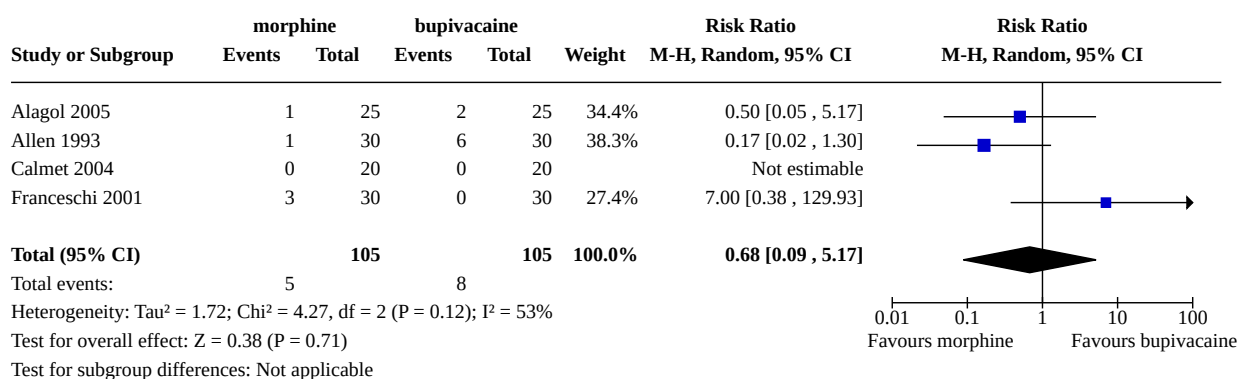 morphine bupivacaine Risk Ratio Risk Ratio
Study or Subgroup Events Total Events Total Weight M-H, Random, 95% CI M-H, Random, 95% CI
Alagol 2005 1 25 2 25 34.4% 0.50 [0.05 , 5.17]
Allen 1993 1 30 6 30 38.3% 0.17 [0.02 , 1.30]
Calmet 2004 0 20 0 20 Not estimable
Franceschi 2001 3 30 0 30 27.4% 7.00 [0.38 , 129.93]
Total (95% CI) 105 105 100.0% 0.68 [0.09 , 5.17]
Total events: 5 8
Heterogeneity: Tau² = 1.72; Chi² = 4.27, df = 2 (P = 0.12); I² = 53%
0.01 0.1 1 10 100
Test for overall effect: Z = 0.38 (P = 0.71)
Favours morphine Favours bupivacaine
Test for subgroup differences: Not applicable